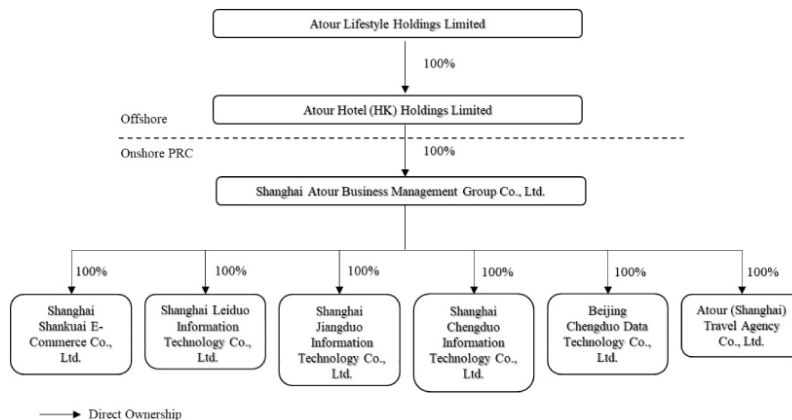 Atour Lifestyle Holdings Limited
100%
Atour Hotel (HK) Holdings Limited
Offshore
Onshore PRC
100%
Shanghai Atour Business Management Group Co., Ltd.
100%
100%
100%
100%
100%
100%
Shanghai
Shankuai E-
Commerce Co.,
Ltd.
Shanghai Leiduo
Information
Technology Co.,
Ltd.
Shanghai
Jiangduo
Information
Technology Co.,
Ltd.
Shanghai
Chengduo
Information
Technology Co.,
Ltd.
Beijing
Chengduo Data
Technology Co.,
Ltd.
Atour (Shanghai)
Travel Agency
Co., Ltd.
Direct Ownership